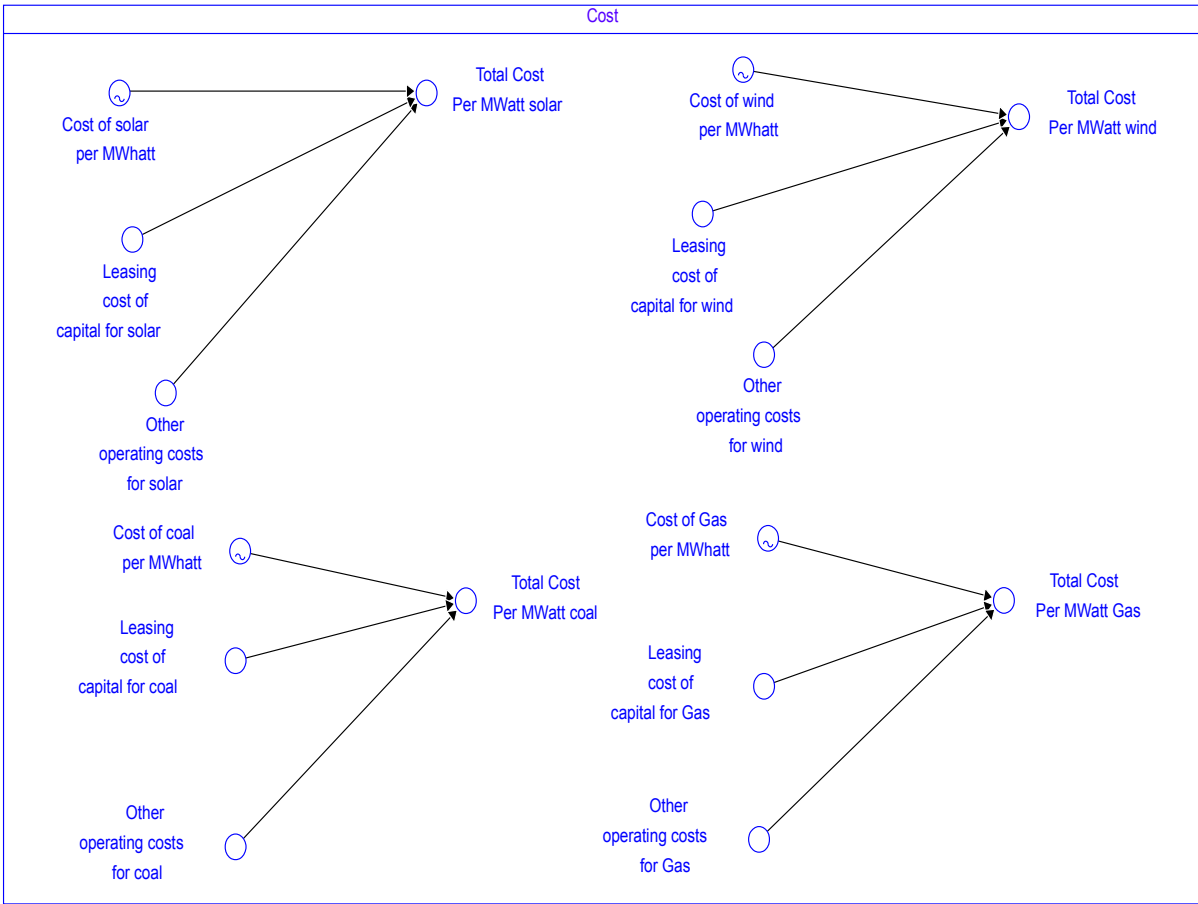 Cost
Cost of solar
per MWhatt
Total Cost
Per MWatt solar
Leasing
cost of
capital for solar
Other
operating costs
for solar
Cost of wind
per MWhatt
Total Cost
Per MWatt wind
Leasing
cost of
capital for wind
Other
operating costs
for wind
Cost of coal
per MWhatt
Total Cost
Per MWatt coal
Leasing
cost of
capital for coal
Other
operating costs
for coal
Cost of Gas
per MWhatt
Total Cost
Per MWatt Gas
Leasing
cost of
capital for Gas
Other
operating costs
for Gas